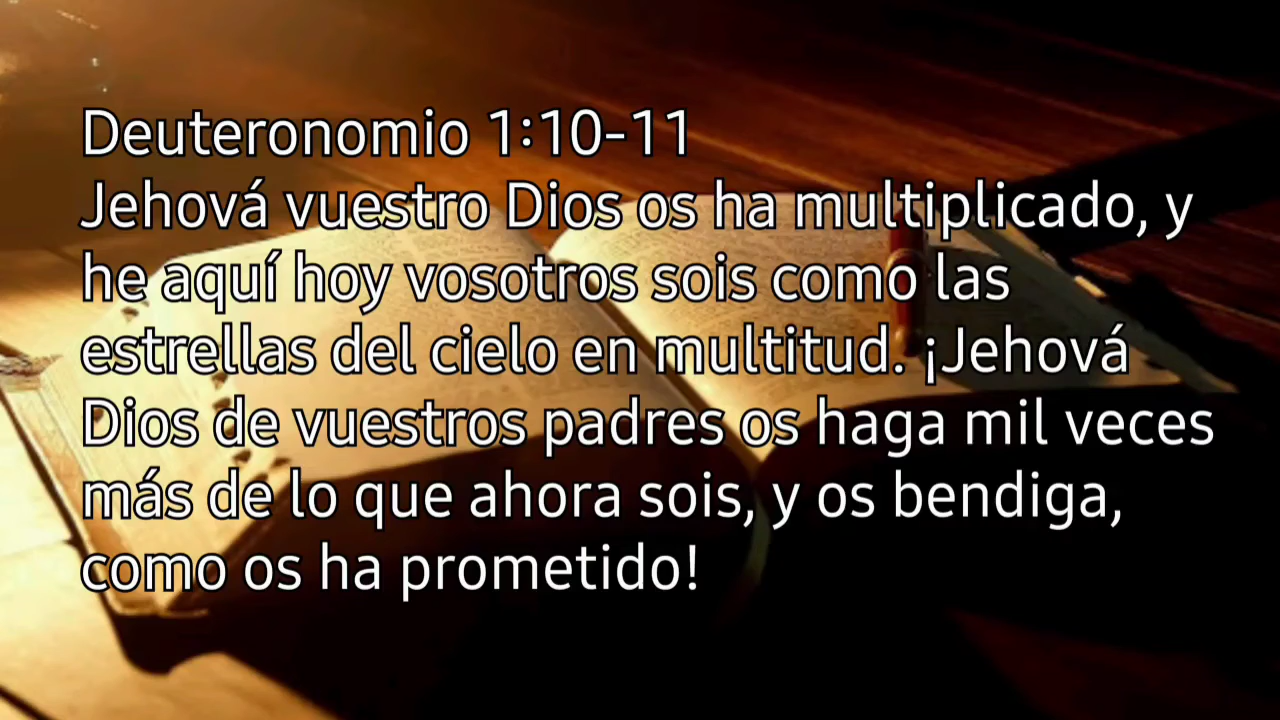 Deuteronomio 1:10-11
Jehová vuestro Dios os ha multiplicado, y
he aquí hoy vosotros sois como las
estrellas del cielo en multitud. ¡Jehová
Dios de vuestros padres os haga mil veces
más de lo que ahora sois, y os bendiga,
como os ha prometido!